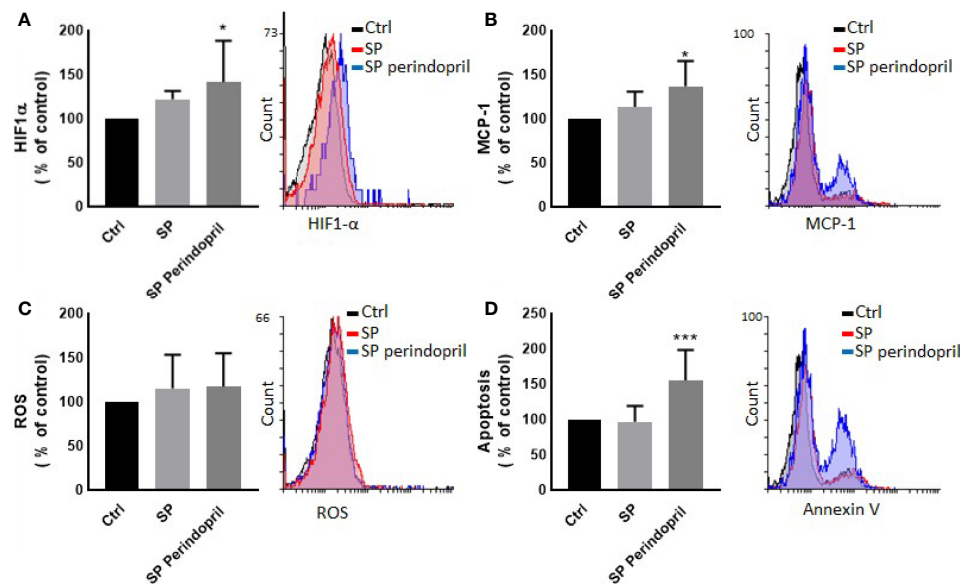 A
HIF1α
( % of control)
200
150
100
50
0
Ctrl
SP
SP Perindopril
*
73
Count
Ctrl
SP
SP perindopril
HIF1-α
B
MCP-1
( % of control)
200
150
100
50
0
Ctrl
SP
SP Perindopril
*
100
Count
Ctrl
SP
SP perindopril
MCP-1
C
ROS
( % of control)
200
150
100
50
0
Ctrl
SP
SP Perindopril
66
Count
Ctrl
SP
SP perindopril
ROS
D
Apoptosis
( % of control)
250
200
150
100
50
0
Ctrl
SP
SP Perindopril
***
100
Count
Ctrl
SP
SP perindopril
Annexin V